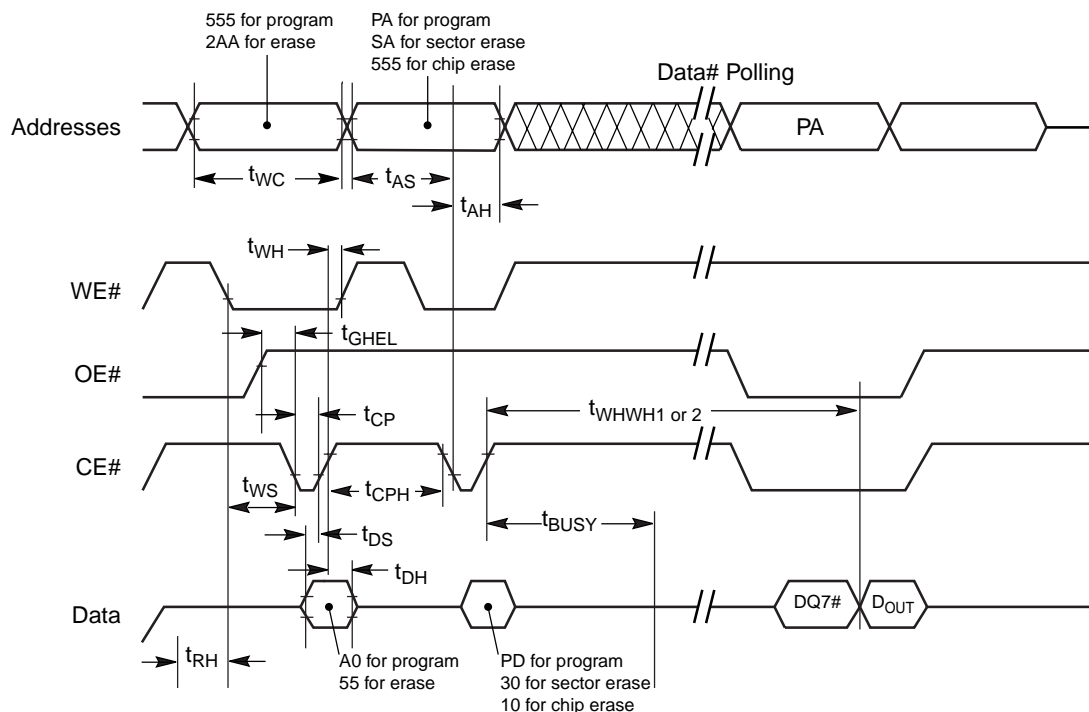 555 for program
2AA for erase
PA for program
SA for sector erase
555 for chip erase
Data# Polling
Addresses
PA
tWC
tAS
tAH
tWH
WE#
tGHEL
OE#
tCP
tWHWH1 or 2
CE#
tWS
tCPH
tDS
tBUSY
tDH
Data
DQ7#
DOUT
tRH
A0 for program
55 for erase
PD for program
30 for sector erase
10 for chip erase